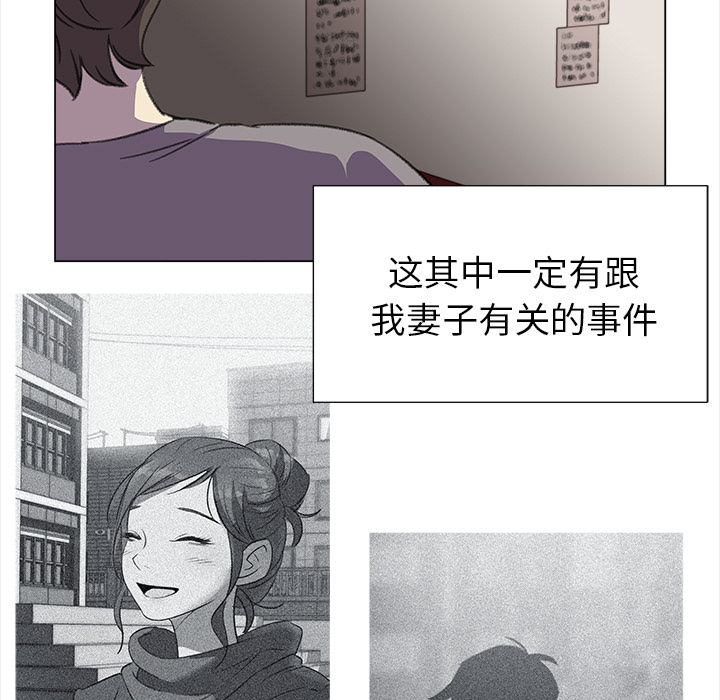 这其中一定有跟
我妻子有关的事件